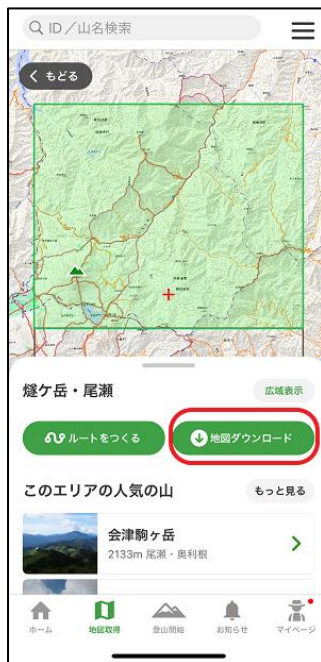 ID/山名検索
もどる
燧ケ岳・尾瀬
広域表示
ルートをつくる
地図ダウンロード
このエリアの人気の山
もっと見る
会津駒ヶ岳
2133m 尾瀬・奥利根
ホーム
地図取得
登山開始
お知らせ
マイページ